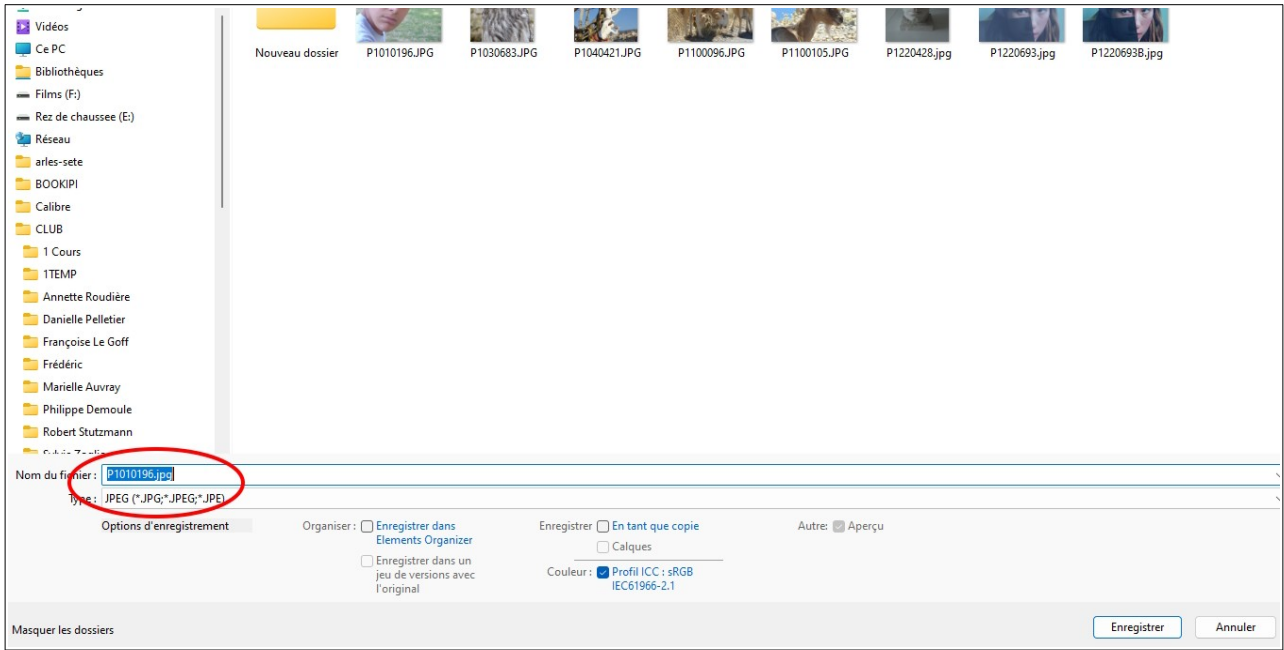 Vidéos
Ce PC
Bibliothèques
Films (F:)
Rez de chaussee (E:)
Réseau
arles-sete
BOOKIPI
Calibre
CLUB
1 Cours
1TEMP
Annette Roudière
Danielle Pelletier
Françoise Le Goff
Frédéric
Marielle Auvray
Philippe Demoule
Robert Stutzmann
Nouveau dossier
P1010196.JPG
P1030683.JPG
P1040421.JPG
P1100096.JPG
P1100105.JPG
P1220428.jpg
P1220693.jpg
P1220693B.jpg
Nom du fichier : P1010196.jpg
Type : JPEG (*.JPG;*.JPEG;*.JPE)
Options d'enregistrement
Organiser :
Enregistrer dans
Elements Organizer
Enregistrer dans un
jeu de versions avec
l'original
Enregistrer
En tant que copie
Calques
Couleur :
Profil ICC : sRGB
IEC61966-2.1
Autre: Aperçu
Masquer les dossiers
Enregistrer
Annuler